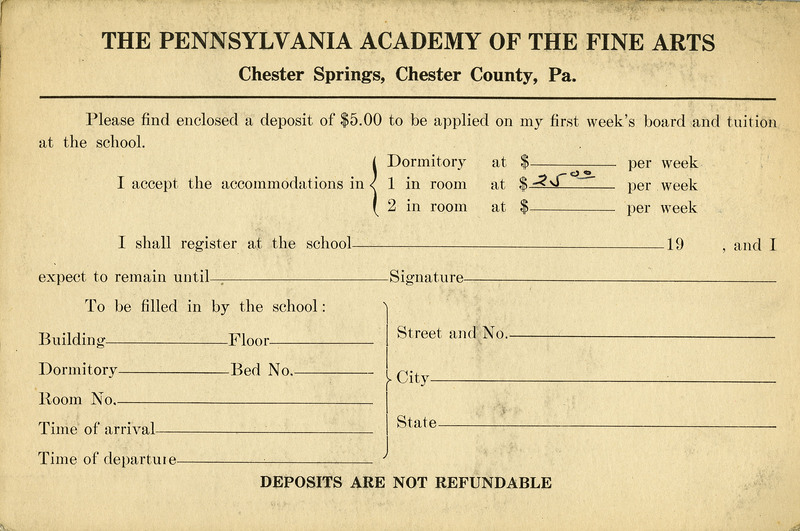 THE PENNSYLVANIA ACADEMY OF THE FINE ARTS
Chester Springs, Chester County, Pa.
Please find enclosed a deposit of $5.00 to be applied on my first week's board and tuition
at the school.
I accept the accommodations in
Dormitory at $ per week
1 in room at $25 00 per week
2 in room at $ per week
I shall register at the school 19 , and I
expect to remain until Signature
To be filled in by the school:
Building Floor
Dormitory Bed No.
Room No.
Time of arrival
Time of departure
Street and No.
City
State
DEPOSITS ARE NOT REFUNDABLE